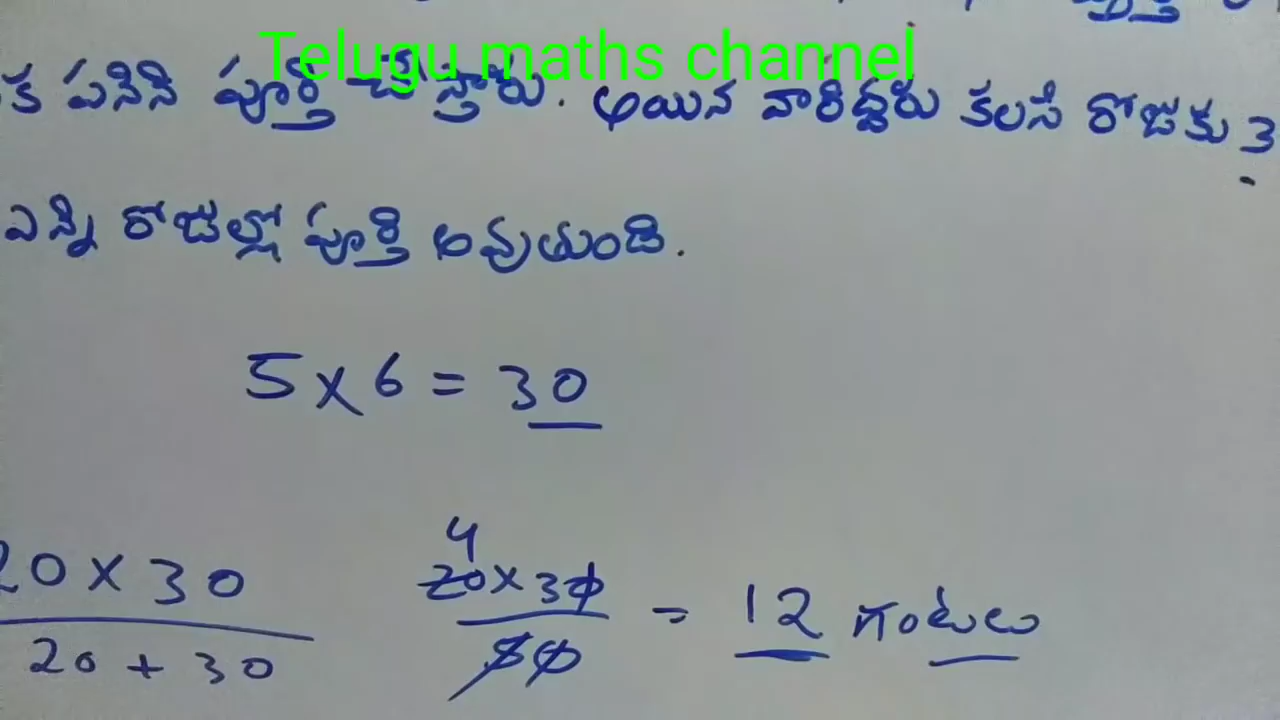 Telugu maths channel
క పనిని పూర్తి చేస్తారు. అయిన వారిద్దరు కలసి రోజుకు 3
ఎన్ని రోజుల్లో పూర్తి అవుతుండి.
5 x 6 = 30
20 x 30 / 20 + 30
4
20 x 30 / 50 = 12 గంటలు